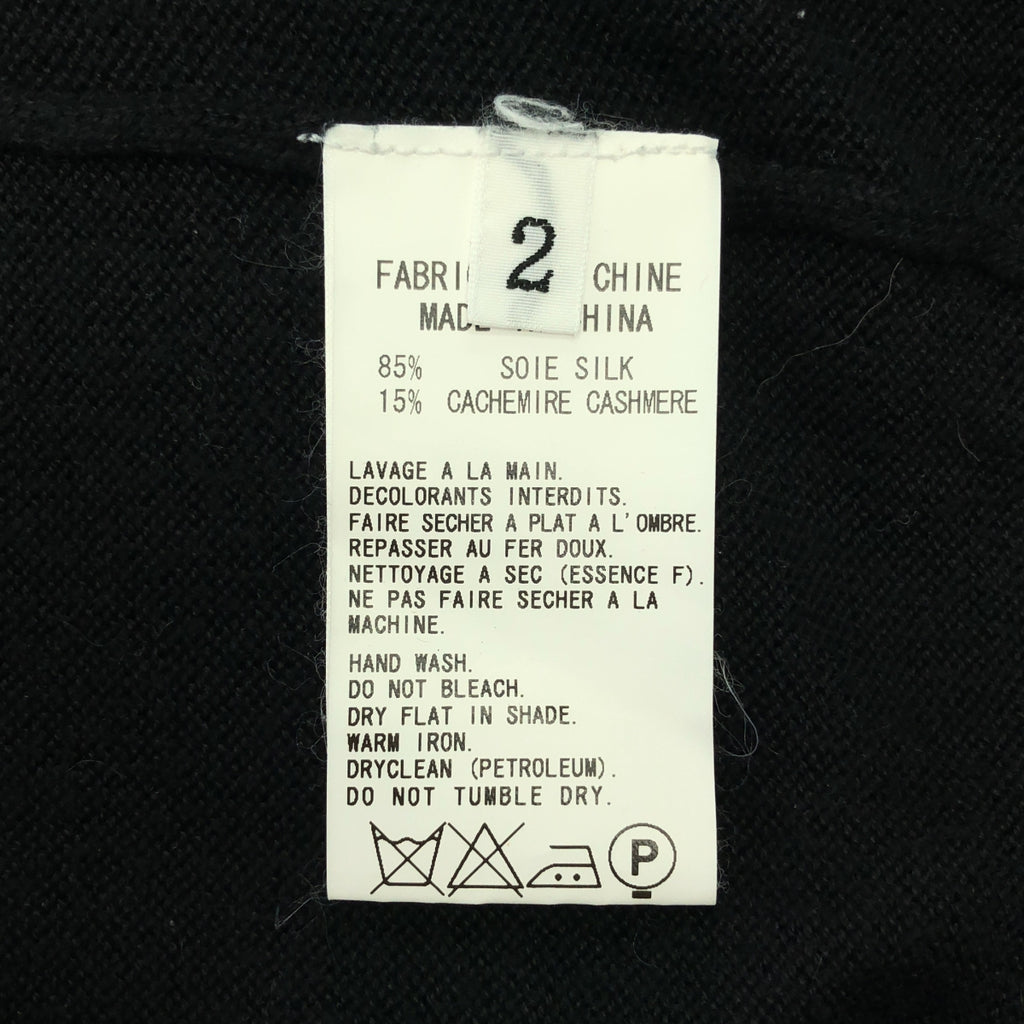 2
FABRI CHINE
MADE HINA
85% SOIE SILK
15% CACHEMIRE CASHMERE
LAVAGE A LA MAIN.
DECOLORANTS INTERDITS.
FAIRE SECHER A PLAT A L'OMBRE.
REPASSER AU FER DOUX.
NETTOYAGE A SEC (ESSENCE F).
NE PAS FAIRE SECHER A LA
MACHINE.
HAND WASH.
DO NOT BLEACH.
DRY FLAT IN SHADE.
WARM IRON.
DRYCLEAN (PETROLEUM).
DO NOT TUMBLE DRY.
P